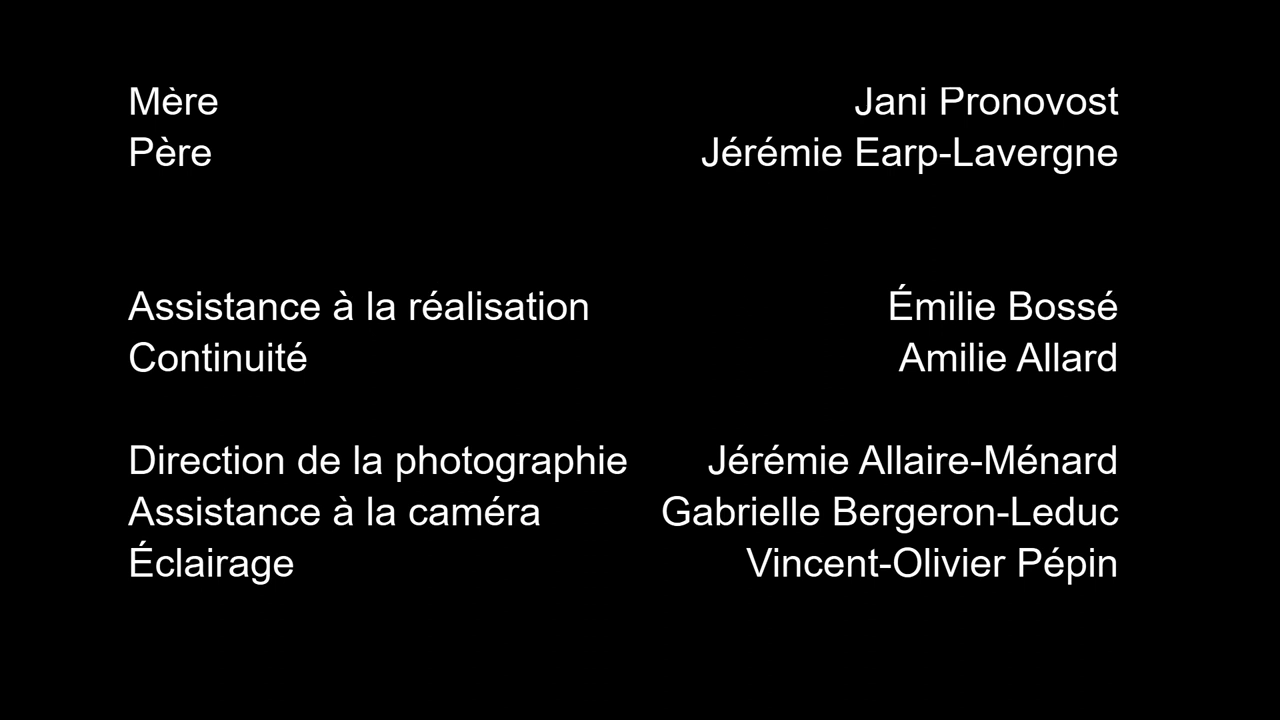 Mère Jani Pronovost
Père Jérémie Earp-Lavergne
Assistance à la réalisation Émilie Bossé
Continuité Amilie Allard
Direction de la photographie Jérémie Allaire-Ménard
Assistance à la caméra Gabrielle Bergeron-Leduc
Éclairage Vincent-Olivier Pépin